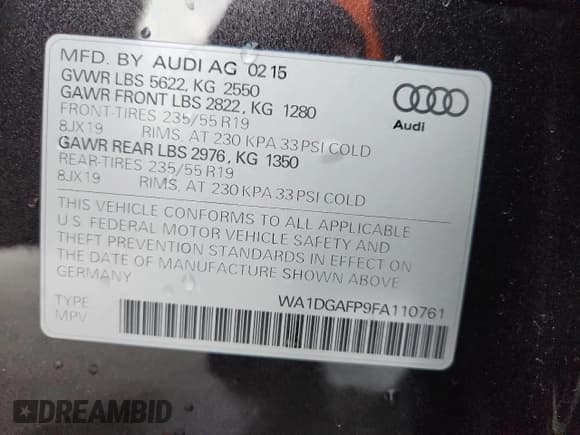 MFD. BY AUDI AG 02 15
GVWR LBS 5622, KG 2550
GAWR FRONT LBS 2822, KG 1280
FRONT-TIRES 235/55 R19
8JX19 RIMS, AT 230 KPA 33 PSI COLD
GAWR REAR LBS 2976, KG 1350
REAR-TIRES 235/55 R19
8JX19 RIMS, AT 230 KPA 33 PSI COLD
THIS VEHICLE CONFORMS TO ALL APPLICABLE
U.S. FEDERAL MOTOR VEHICLE SAFETY AND
THEFT PREVENTION STANDARDS IN EFFECT ON
THE DATE OF MANUFACTURE SHOWN ABOVE
GERMANY
WA1DGAFP9FA110761
TYPE
MPV
Audi
DREAMBID